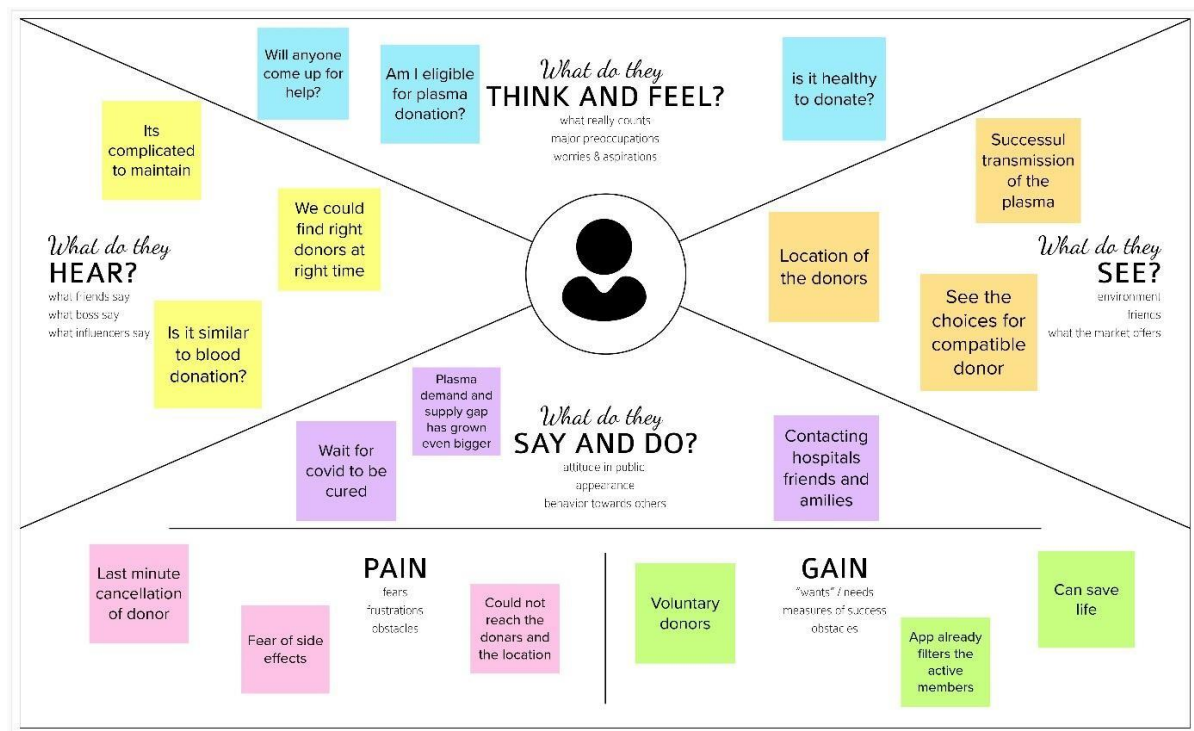 Will anyone
come up for
help?
Am I eligible
for plasma
donation?
What do they
THINK AND FEEL?
what really counts
major preoccupations
worries & aspirations
is it healthy
to donate?
Its
complicated
to maintain
We could
find right
donors at
right time
What do they
HEAR?
what friends say
what boss say
what influencers say
Is it similar
to blood
donation?
Successul
transmission
of the
plasma
Location of
the donors
What do they
SEE?
environment
friends
what the market offers
See the
choices for
compatible
donor
Plasma
demand and
supply gap
has grown
even bigger
Wait for
covid to be
cured
What do they
SAY AND DO?
attitude in public
appearance
behavior towards others
Contacting
hospitals
friends and
amilies
Last minute
cancellation
of donor
Fear of side
effects
PAIN
fears
frustrations
obstacles
Could not
reach the
donars and
the location
Voluntary
donors
GAIN
"wants" / needs
measures of success
obstacles
App already
filters the
active
members
Can save
life